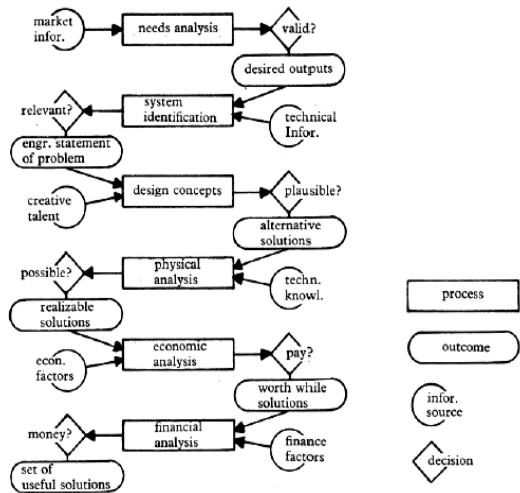 market
infor.
needs analysis
valid?
desired outputs
relevant?
system
identification
technical
Infor.
engr. statement
of problem
creative
talent
design concepts
plausible?
alternative
solutions
possible?
physical
analysis
techn.
knowl.
realizable
solutions
econ.
factors
economic
analysis
pay?
worth while
solutions
money?
financial
analysis
finance
factors
set of
useful solutions
process
outcome
infor.
source
decision